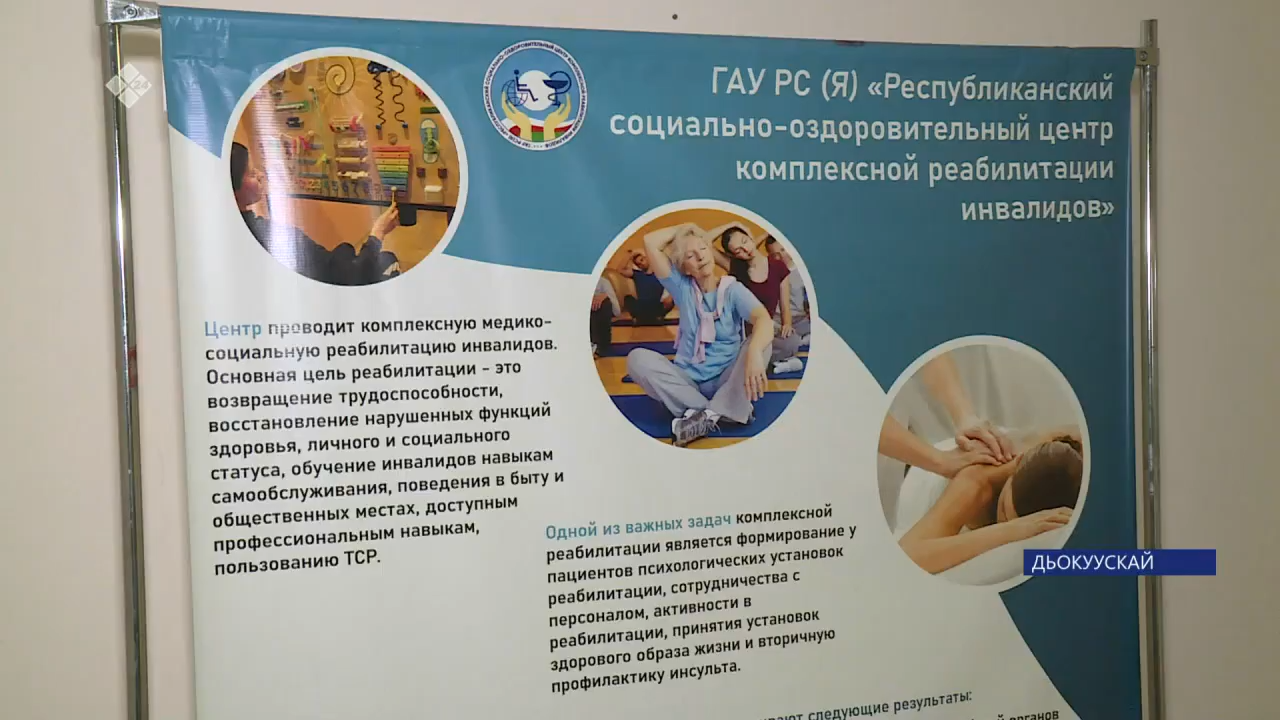 24
ГАУ РС (Я) «Республиканский
социально-оздоровительный центр
комплексной реабилитации
инвалидов»
Центр проводит комплексную медико-
социальную реабилитацию инвалидов.
Основная цель реабилитации - это
возвращение трудоспособности,
восстановление нарушенных функций
здоровья, личного и социального
статуса, обучение инвалидов навыкам
самообслуживания, поведения в быту и
общественных местах, доступным
профессиональным навыкам,
пользованию ТСР.
Одной из важных задач комплексной
реабилитации является формирование у
пациентов психологических установок
реабилитации, сотрудничества с
персоналом, активности в
реабилитации, принятия установок
здорового образа жизни и вторичную
профилактику инсульта.
следующие результаты:
органов
ДЬОКУУСКАЙ